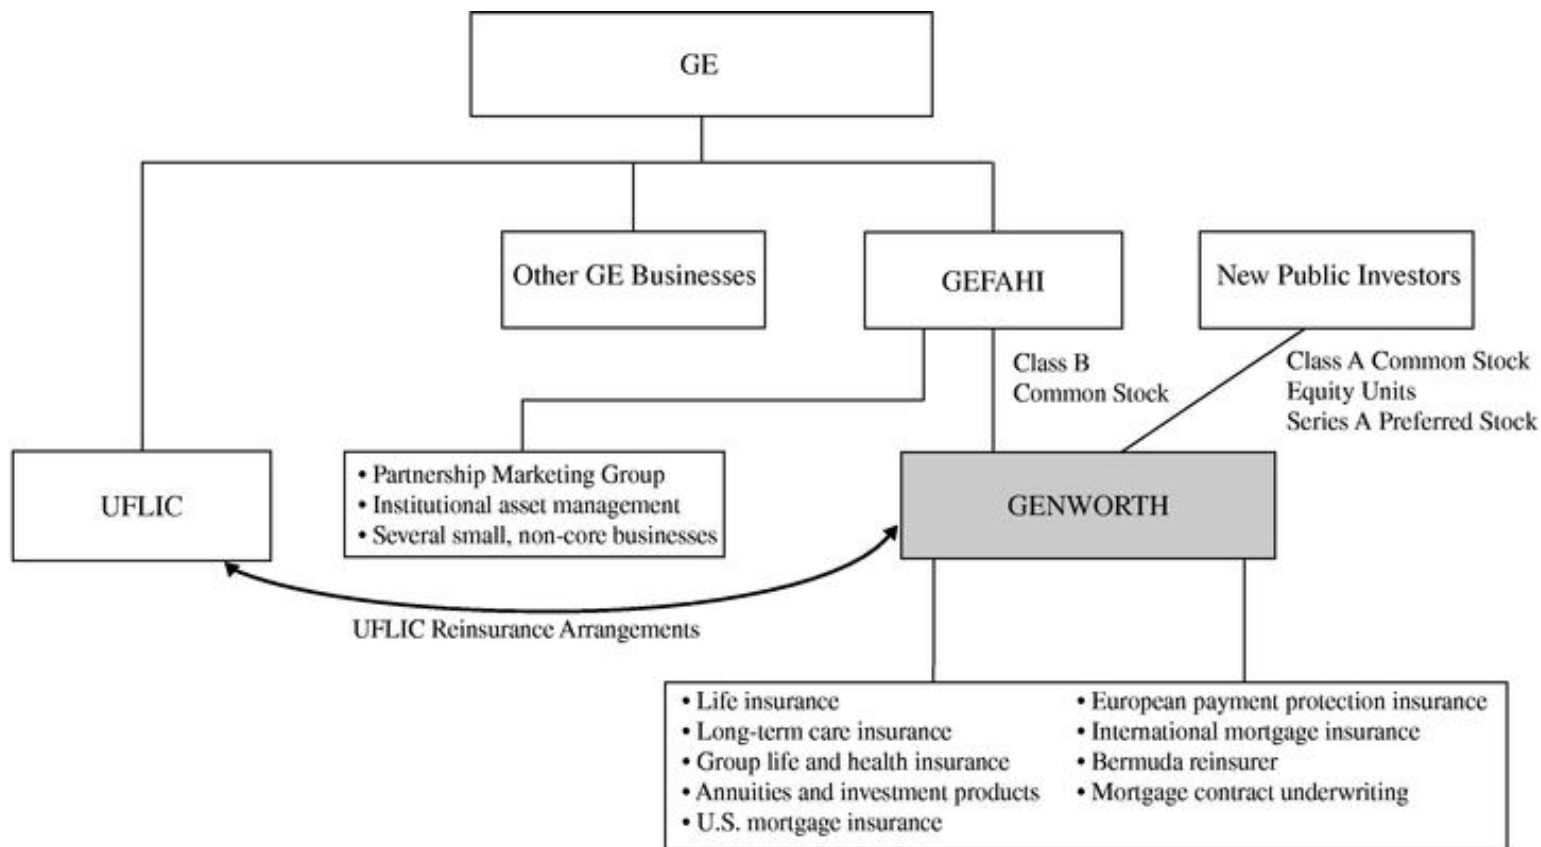 GE
Other GE Businesses
GEFAHI
New Public Investors
Class B
Common Stock
Class A Common Stock
Equity Units
Series A Preferred Stock
UFLIC
• Partnership Marketing Group
• Institutional asset management
• Several small, non-core businesses
GENWORTH
UFLIC Reinsurance Arrangements
• Life insurance
• Long-term care insurance
• Group life and health insurance
• Annuities and investment products
• U.S. mortgage insurance
• European payment protection insurance
• International mortgage insurance
• Bermuda reinsurer
• Mortgage contract underwriting